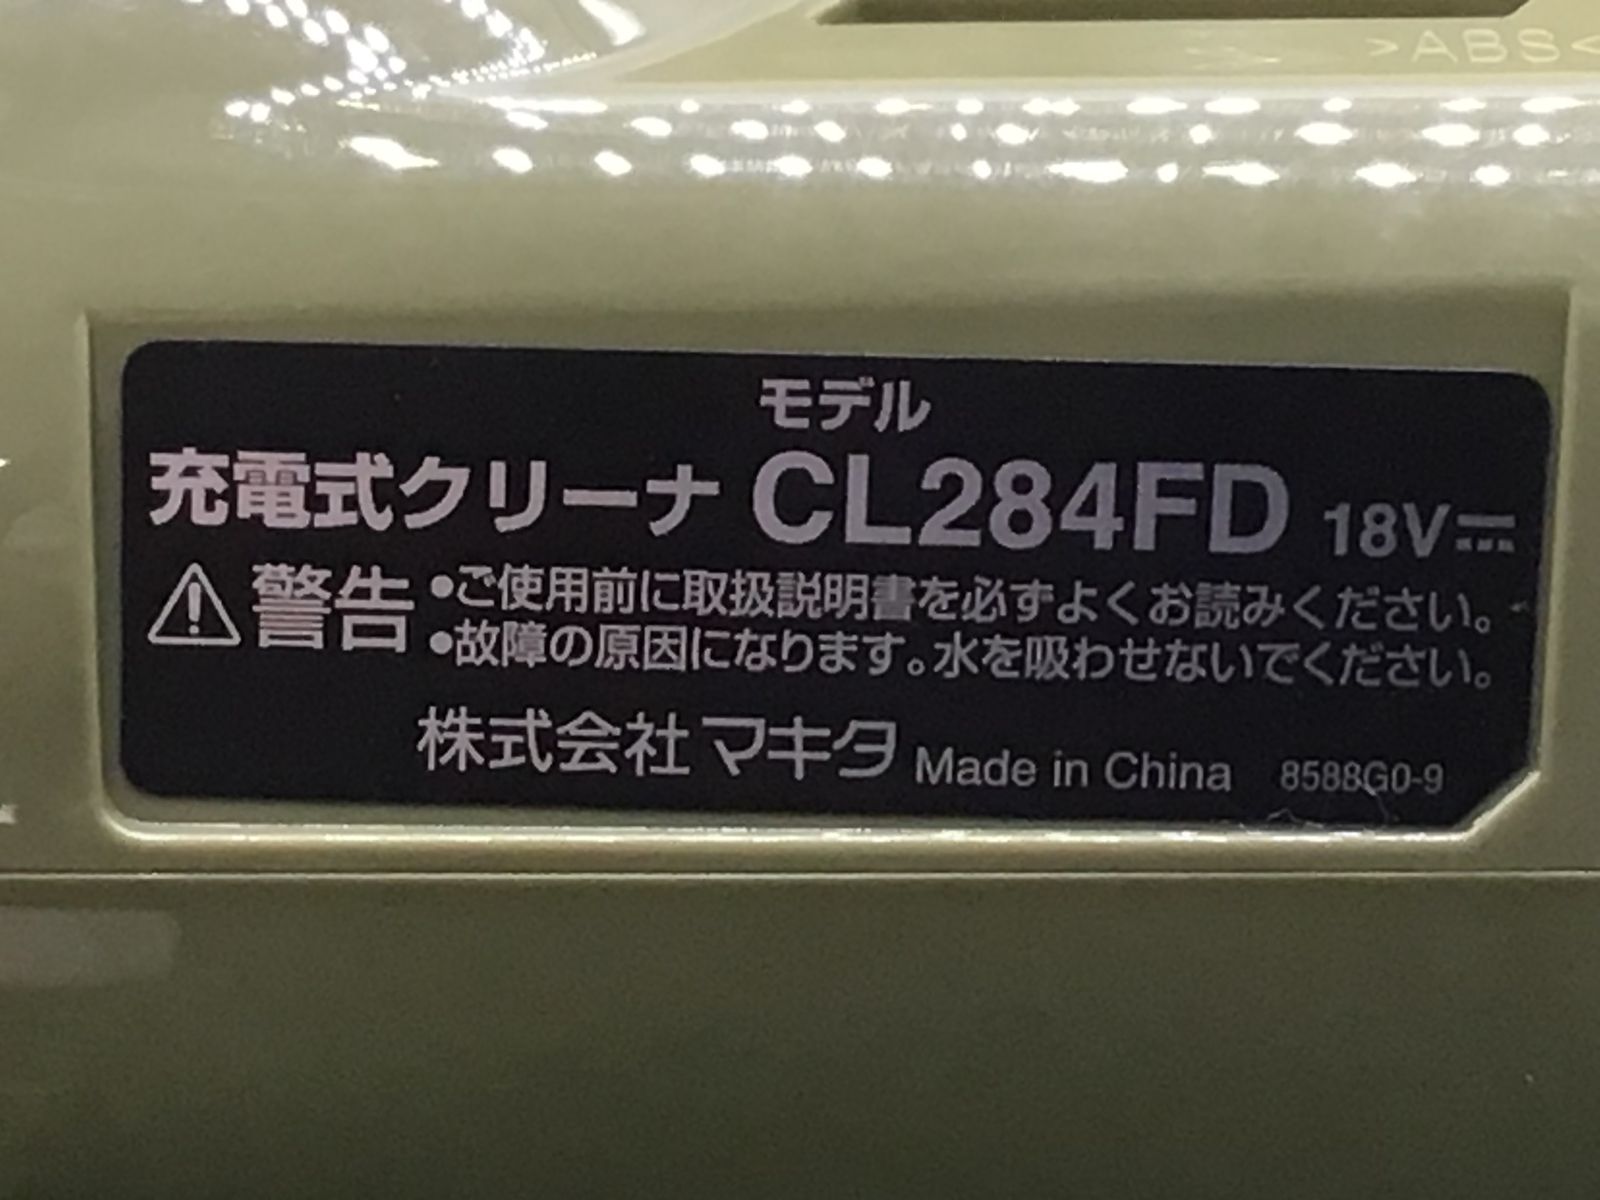 >ABS<
モデル
充電式クリーナ CL284FD 18V⎓
⚠警告 •ご使用前に取扱説明書を必ずよくお読みください。
•故障の原因になります。水を吸わせないでください。
株式会社マキタ Made in China 8588G0-9